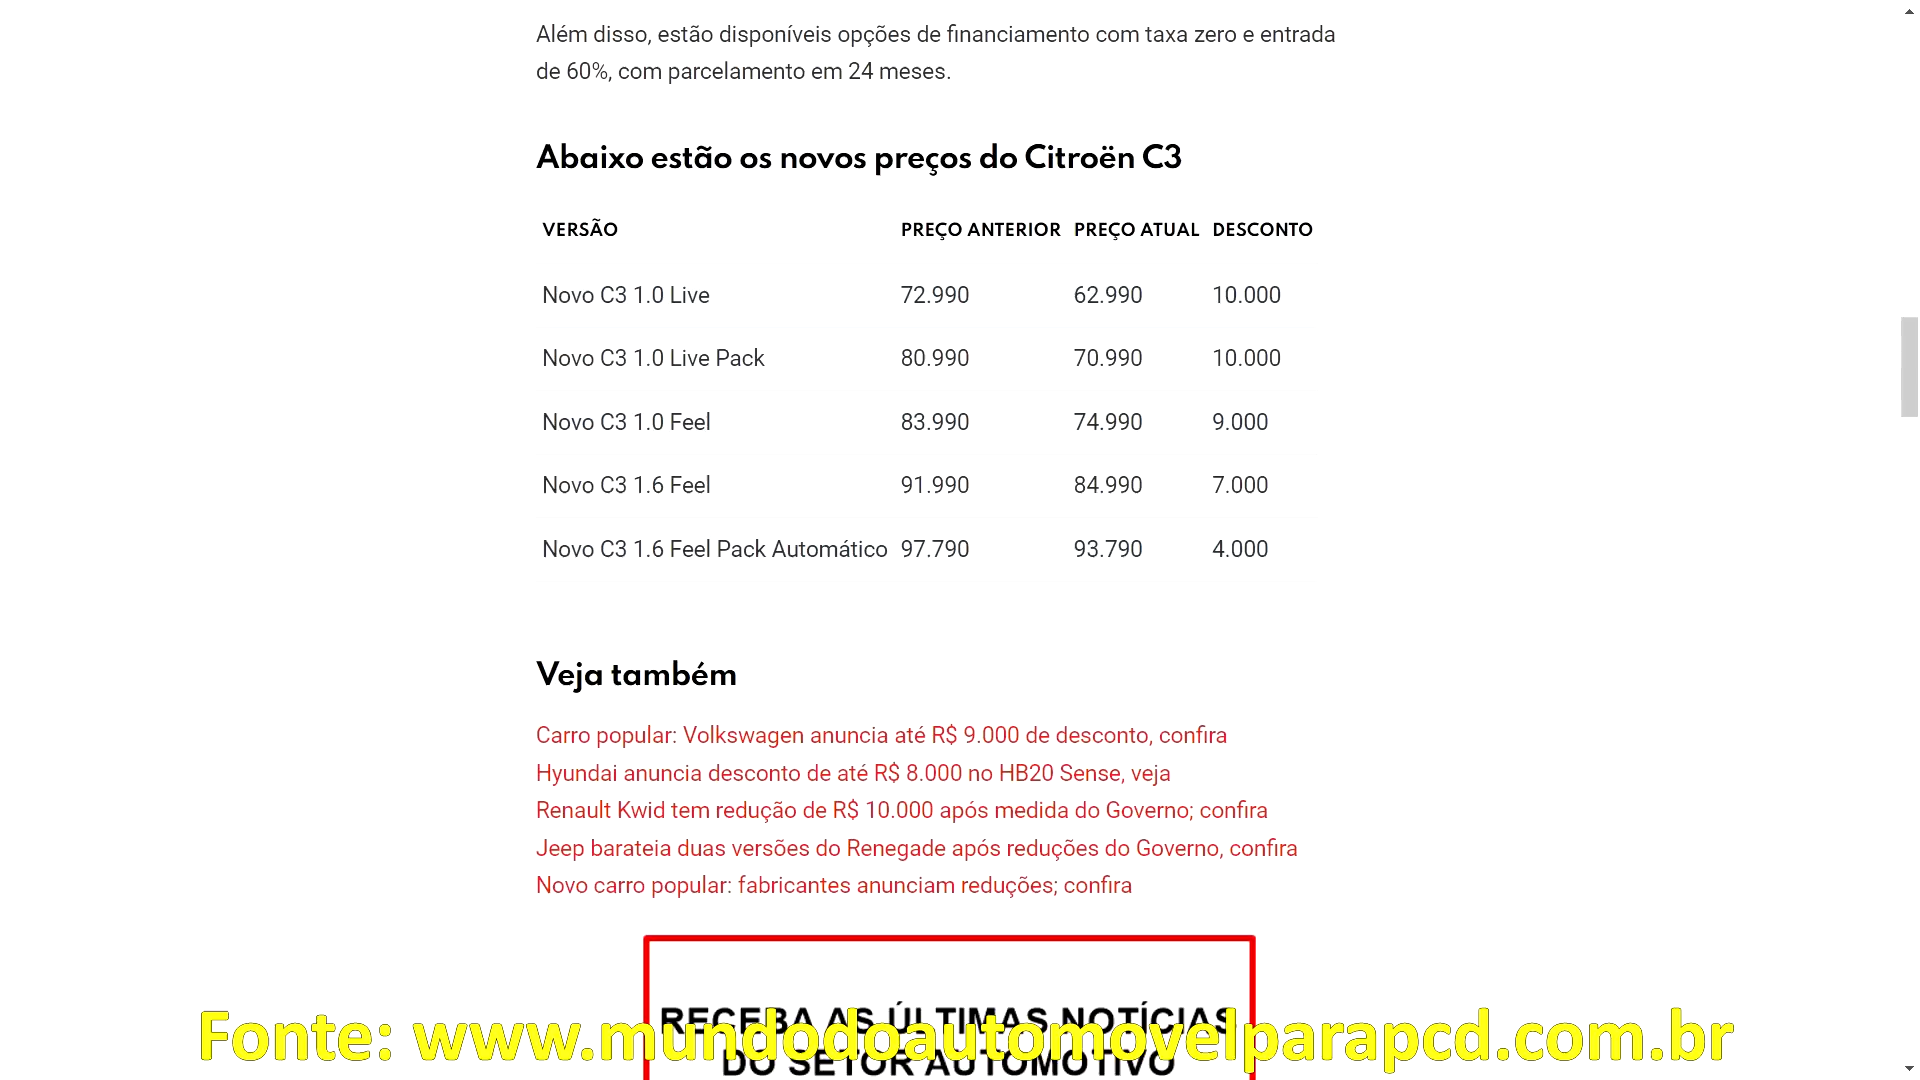 Além disso, estão disponíveis opções de financiamento com taxa zero e entrada
de 60%, com parcelamento em 24 meses.
Abaixo estão os novos preços do Citroën C3
VERSÃO PREÇO ANTERIOR PREÇO ATUAL DESCONTO
Novo C3 1.0 Live 72.990 62.990 10.000
Novo C3 1.0 Live Pack 80.990 70.990 10.000
Novo C3 1.0 Feel 83.990 74.990 9.000
Novo C3 1.6 Feel 91.990 84.990 7.000
Novo C3 1.6 Feel Pack Automático 97.790 93.790 4.000
Veja também
Carro popular: Volkswagen anuncia até R$ 9.000 de desconto, confira
Hyundai anuncia desconto de até R$ 8.000 no HB20 Sense, veja
Renault Kwid tem redução de R$ 10.000 após medida do Governo; confira
Jeep barateia duas versões do Renegade após reduções do Governo, confira
Novo carro popular: fabricantes anunciam reduções; confira
RECEBA AS ÚLTIMAS NOTÍCIAS
Fonte: www.mundodoautomovelparapcd.com.br
DO SETOR AUTOMOTIVO